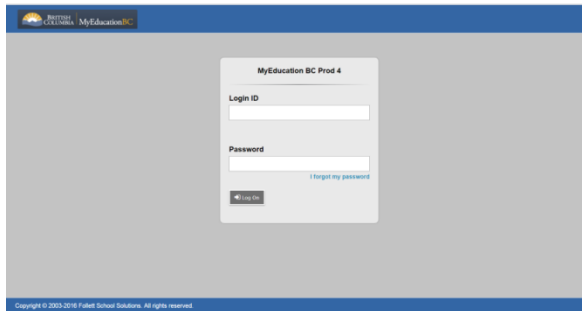 BRITISH
COLUMBIA MyEducationBC
MyEducation BC Prod 4
Login ID
Password
I forgot my password
Log On
Copyright © 2003-2016 Follett School Solutions. All rights reserved.